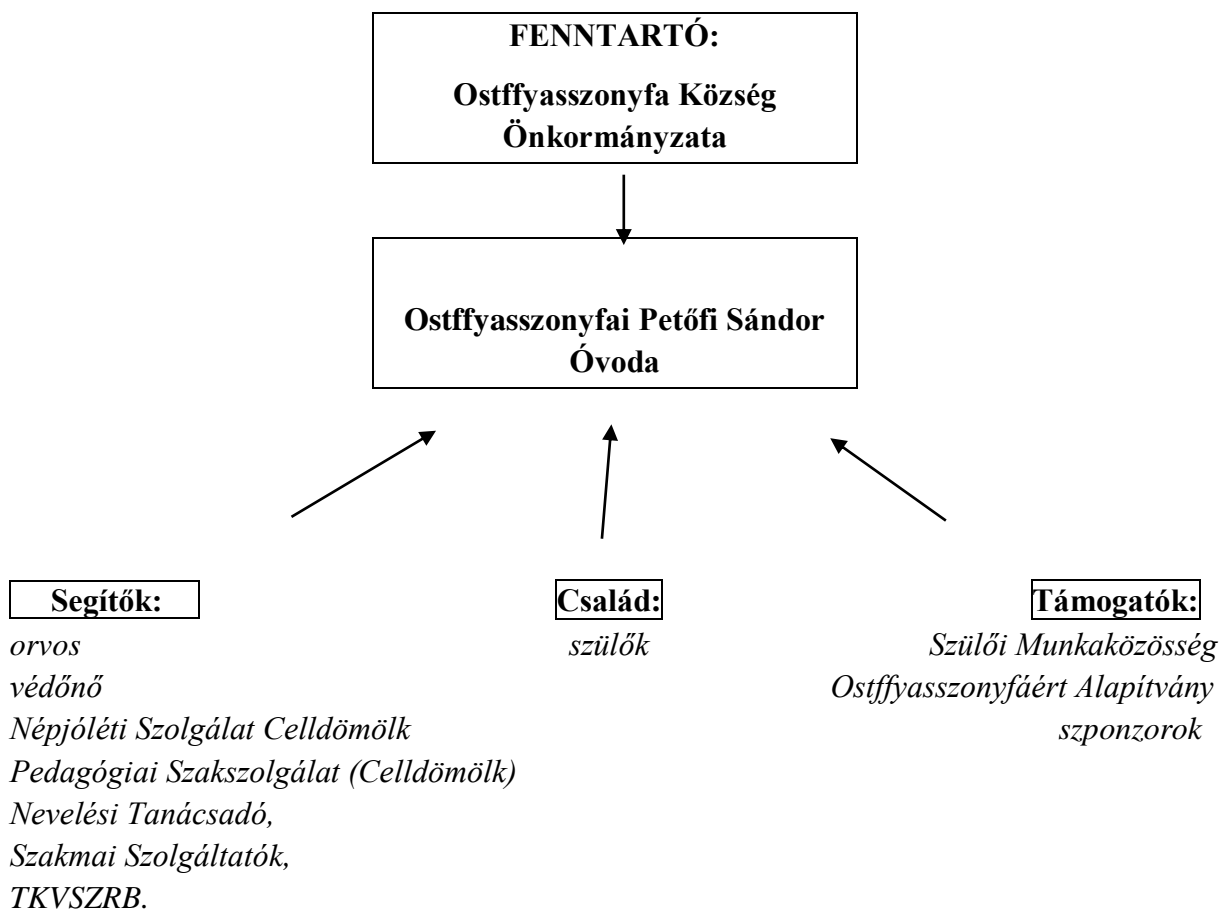 FENNTARTÓ:
Ostffyasszonyfa Község
Önkormányzata
Ostffyasszonyfai Petőfi Sándor
Óvoda
Segítők:
orvos
védőnő
Népjóléti Szolgálat Celldömölk
Pedagógiai Szakszolgálat (Celldömölk)
Nevelési Tanácsadó,
Szakmai Szolgáltatók,
TKVSZRB.
Család:
szülők
Támogatók:
Szülői Munkaközösség
Ostffyasszonyfáért Alapítvány
szponzorok